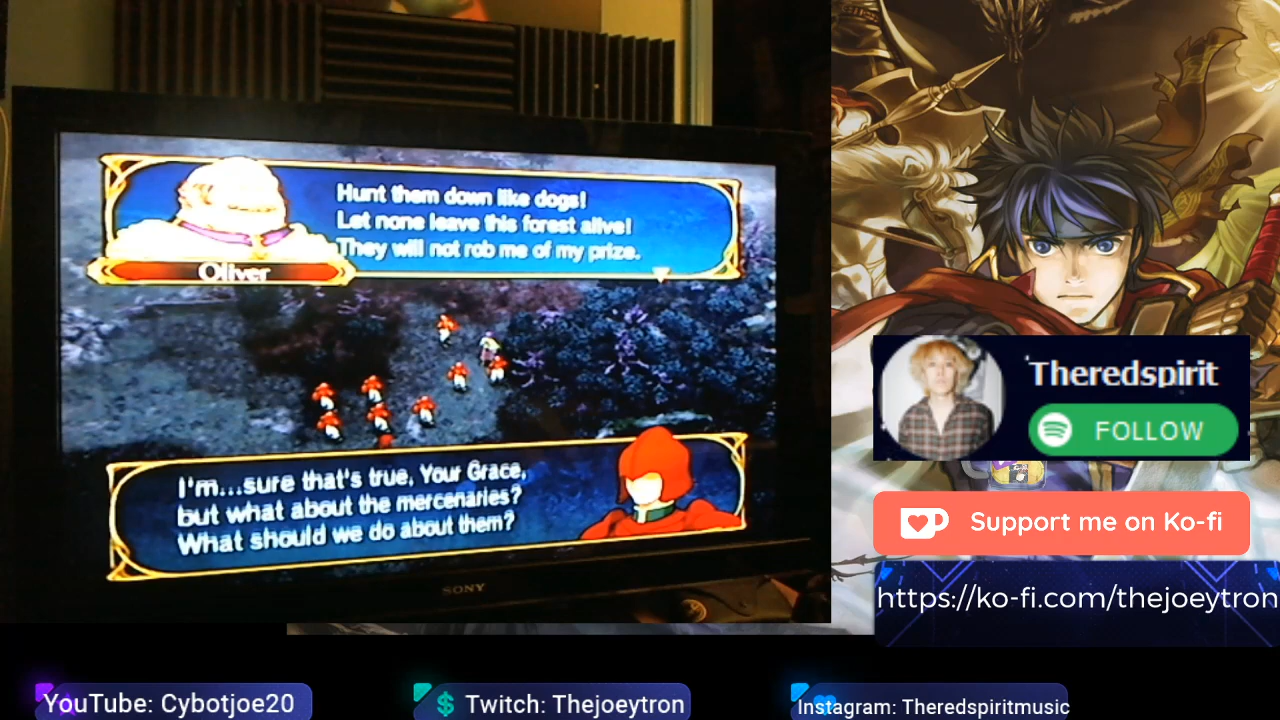 Hunt them down like dogs!
Let none leave this forest alive!
They will not rob me of my prize.
Oliver
I'm...sure that's true, Your Grace,
but what about the mercenaries?
What should we do about them?
SONY
Theredspirit
FOLLOW
Support me on Ko-fi
https://ko-fi.com/thejoeytron
YouTube: Cybotjoe20
$ Twitch: Thejoeytron
Instagram: Theredspiritmusic